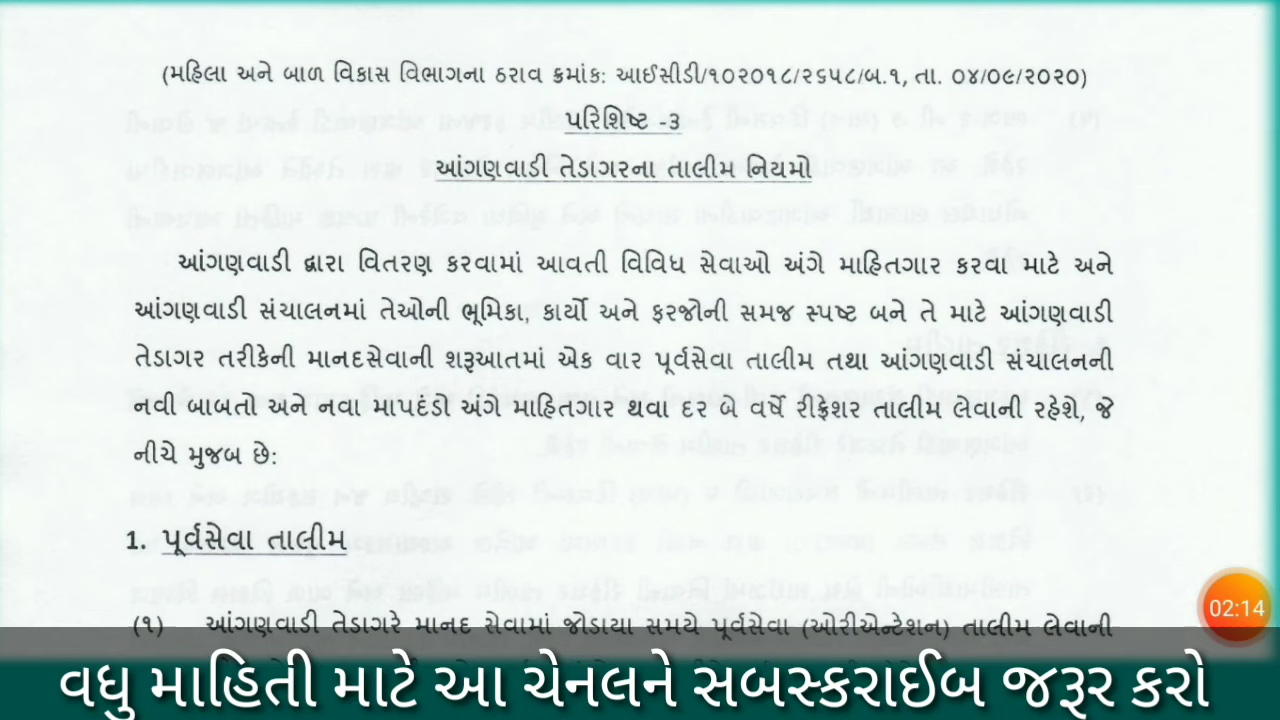 (મહિલા અને બાળ વિકાસ વિભાગના ઠરાવ ક્રમાંક: આઈસીડી/૧૦૨૦૧૮/૨૬૫૮/બ.૧, તા. ૦૪/૦૯/૨૦૨૦)
પરિશિષ્ટ -૩
આંગણવાડી તેડાગરના તાલીમ નિયમો
આંગણવાડી દ્વારા વિતરણ કરવામાં આવતી વિવિધ સેવાઓ અંગે માહિતગાર કરવા માટે અને
આંગણવાડી સંચાલનમાં તેઓની ભૂમિકા, કાર્યો અને ફરજોની સમજ સ્પષ્ટ બને તે માટે આંગણવાડી
તેડાગર તરીકેની માનદસેવાની શરૂઆતમાં એક વાર પૂર્વસેવા તાલીમ તથા આંગણવાડી સંચાલનની
નવી બાબતો અને નવા માપદંડો અંગે માહિતગાર થવા દર બે વર્ષે રીફ્રેશર તાલીમ લેવાની રહેશે, જે
નીચે મુજબ છે:
1. પૂર્વસેવા તાલીમ
(૧) આંગણવાડી તેડાગરે માનદ સેવામાં જોડાયા સમયે પૂર્વસેવા (ઓરીએન્ટેશન) તાલીમ લેવાની
02:14
વધુ માહિતી માટે આ ચેનલને સબસ્કરાઈબ જરૂર કરો